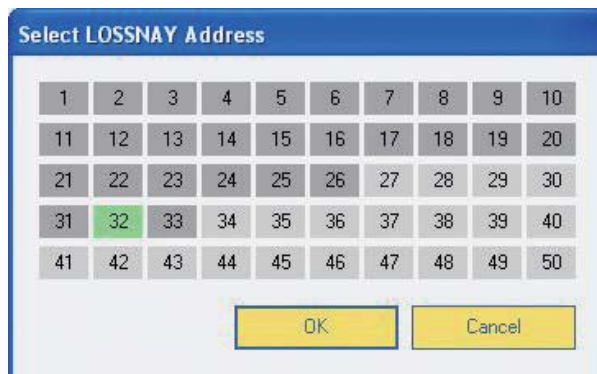 Select LOSSNAY Address
1 2 3 4 5 6 7 8 9 10
11 12 13 14 15 16 17 18 19 20
21 22 23 24 25 26 27 28 29 30
31 32 33 34 35 36 37 38 39 40
41 42 43 44 45 46 47 48 49 50
OK Cancel